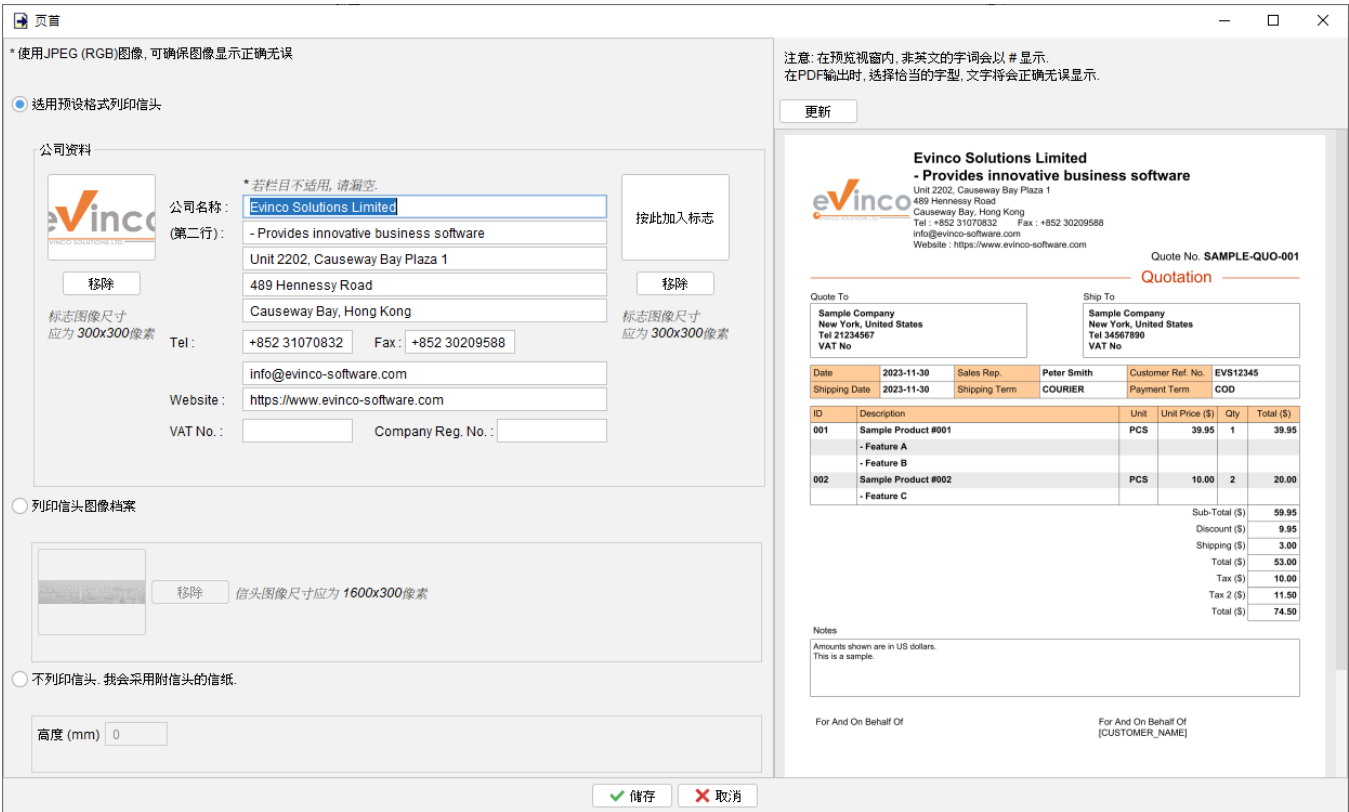 页首
* 使用JPEG (RGB)图像, 可确保图像显示正确无误
选用预设格式列印信头
公司资料
evinco
EVINCO SOLUTIONS LTD.
移除
标志图像尺寸
应为 300x300像素
* 若栏目不适用, 请漏空.
公司名称 : Evinco Solutions Limited
(第二行) : - Provides innovative business software
Unit 2202, Causeway Bay Plaza 1
489 Hennessy Road
Causeway Bay, Hong Kong
Tel : +852 31070832 Fax : +852 30209588
info@evinco-software.com
Website : https://www.evinco-software.com
VAT No. : Company Reg. No. :
按此加入标志
移除
标志图像尺寸
应为 300x300像素
列印信头图像档案
移除 信头图像尺寸应为 1600x300像素
不列印信头. 我会采用附信头的信纸.
高度 (mm) 0
注意: 在预览视窗内, 非英文的字词会以 # 显示.
在PDF输出时, 选择恰当的字型, 文字将会正确无误显示.
更新
evinco
EVINCO SOLUTIONS LTD.
Evinco Solutions Limited
- Provides innovative business software
Unit 2202, Causeway Bay Plaza 1
489 Hennessy Road
Causeway Bay, Hong Kong
Tel : +852 31070832 Fax : +852 30209588
info@evinco-software.com
Website : https://www.evinco-software.com
Quote No. SAMPLE-QUO-001
Quotation
Quote To
Sample Company
New York, United States
Tel 21234567
VAT No
Ship To
Sample Company
New York, United States
Tel 34567890
VAT No
Date 2023-11-30 Sales Rep. Peter Smith Customer Ref. No. EVS12345
Shipping Date 2023-11-30 Shipping Term COURIER Payment Term COD
ID Description Unit Unit Price ($) Qty Total ($)
001 Sample Product #001 PCS 39.95 1 39.95
- Feature A
- Feature B
002 Sample Product #002 PCS 10.00 2 20.00
- Feature C
Sub-Total ($) 59.95
Discount ($) 9.95
Shipping ($) 3.00
Total ($) 53.00
Tax ($) 10.00
Tax 2 ($) 11.50
Total ($) 74.50
Notes
Amounts shown are in US dollars.
This is a sample.
For And On Behalf Of
For And On Behalf Of
[CUSTOMER_NAME]
储存 取消